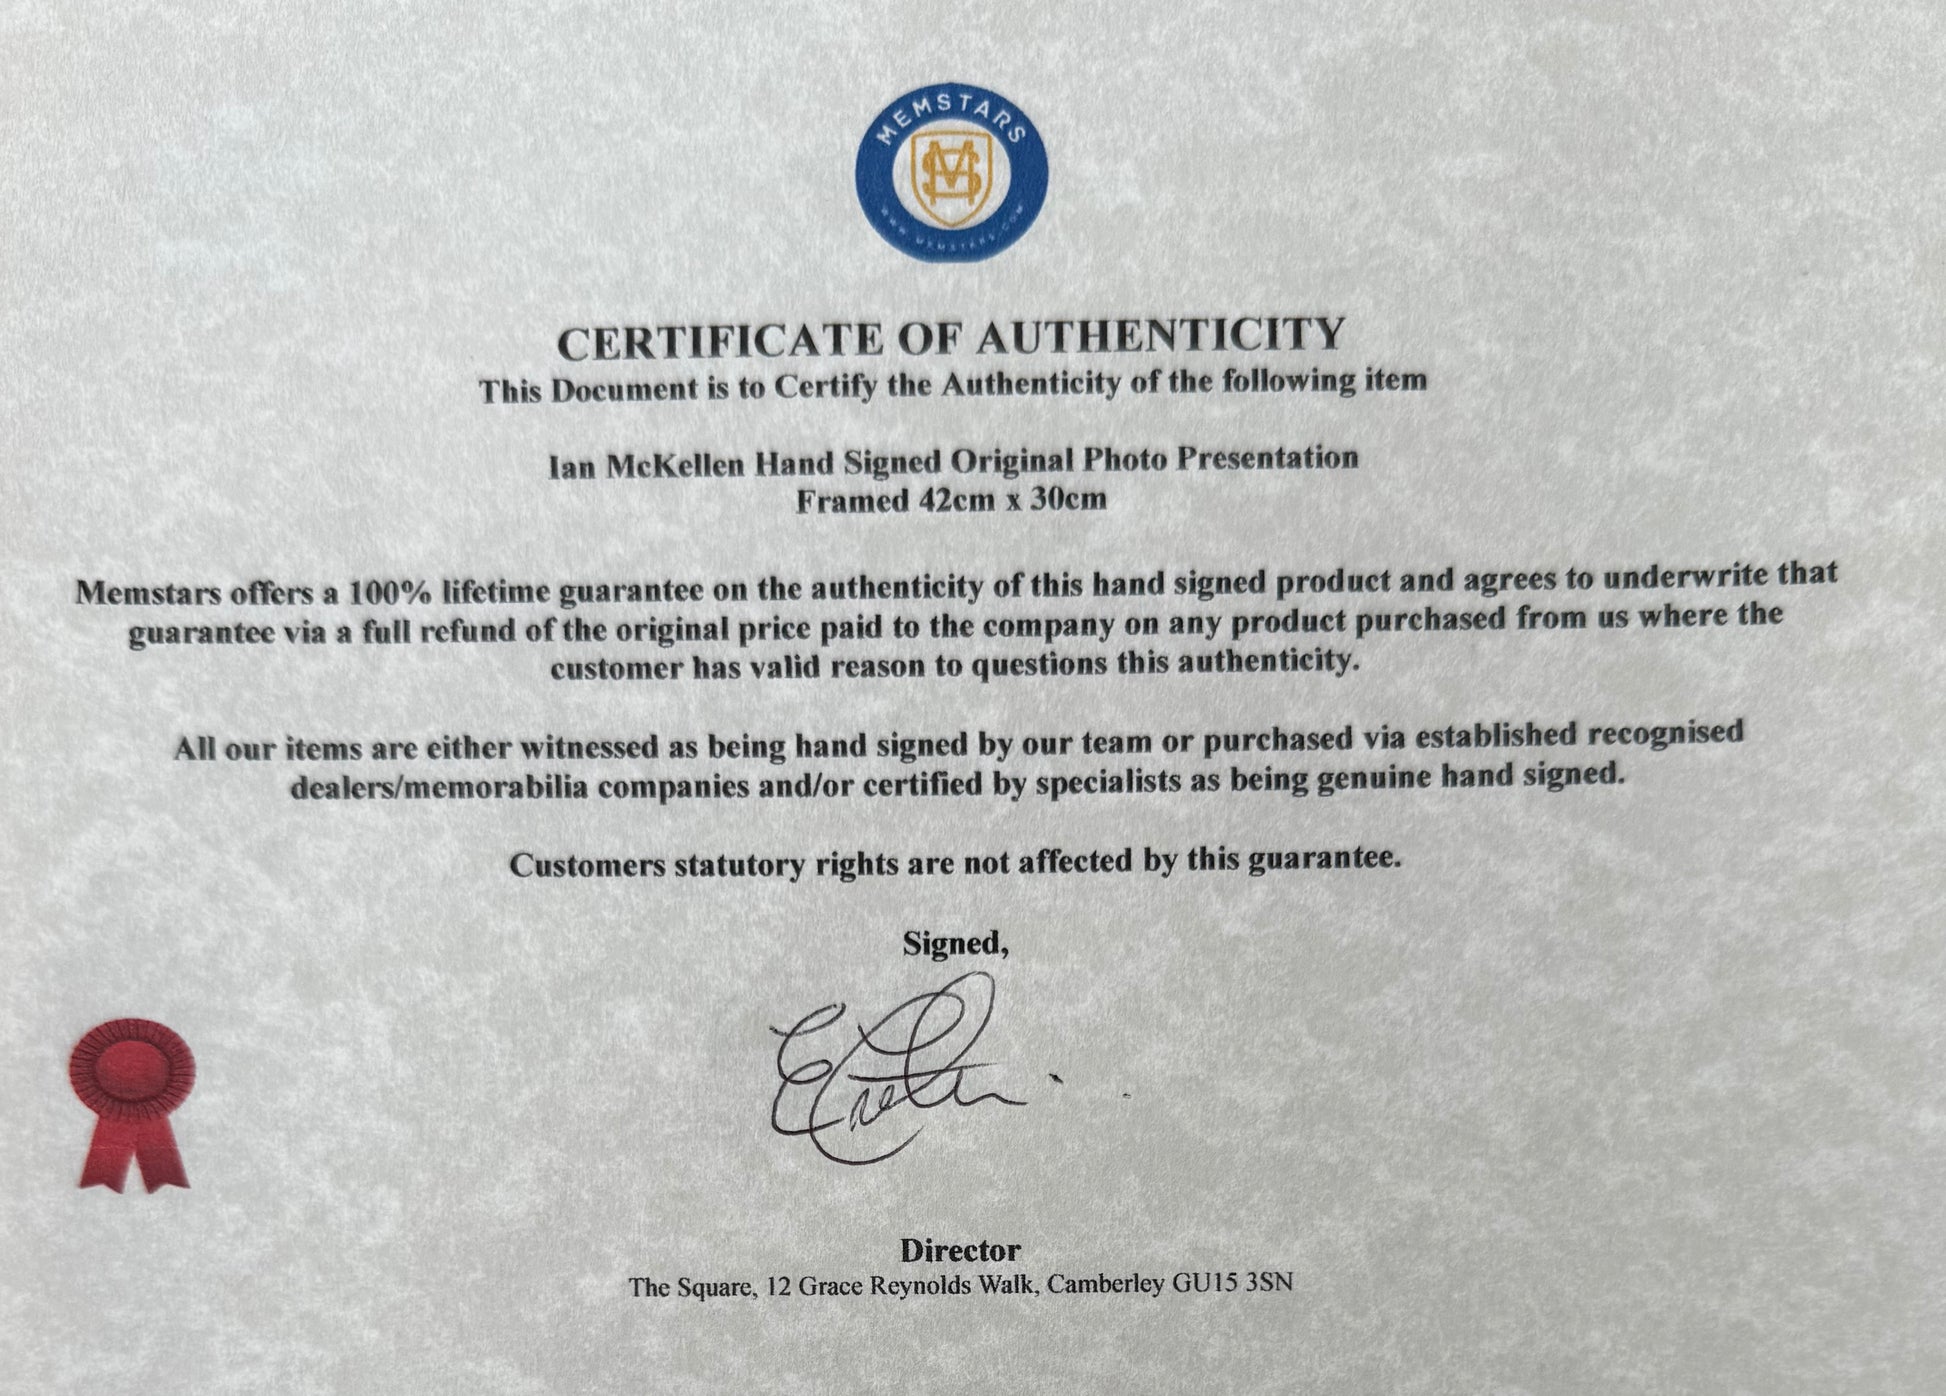 MEMSTARS
MS
WWW.MEMSTARS.COM
CERTIFICATE OF AUTHENTICITY
This Document is to Certify the Authenticity of the following item
Ian McKellen Hand Signed Original Photo Presentation
Framed 42cm x 30cm
Memstars offers a 100% lifetime guarantee on the authenticity of this hand signed product and agrees to underwrite that
guarantee via a full refund of the original price paid to the company on any product purchased from us where the
customer has valid reason to questions this authenticity.
All our items are either witnessed as being hand signed by our team or purchased via established recognised
dealers/memorabilia companies and/or certified by specialists as being genuine hand signed.
Customers statutory rights are not affected by this guarantee.
Signed,
Director
The Square, 12 Grace Reynolds Walk, Camberley GU15 3SN